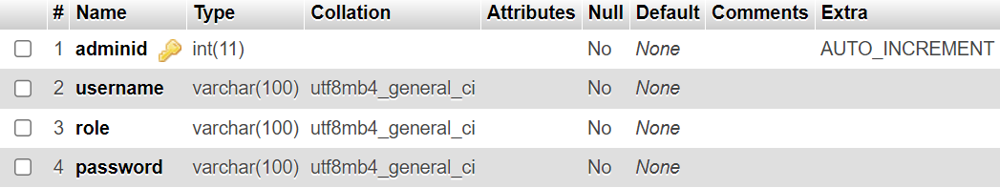 # Name Type Collation Attributes Null Default Comments Extra
1 adminid int(11) No None AUTO_INCREMENT
2 username varchar(100) utf8mb4_general_ci No None
3 role varchar(100) utf8mb4_general_ci No None
4 password varchar(100) utf8mb4_general_ci No None